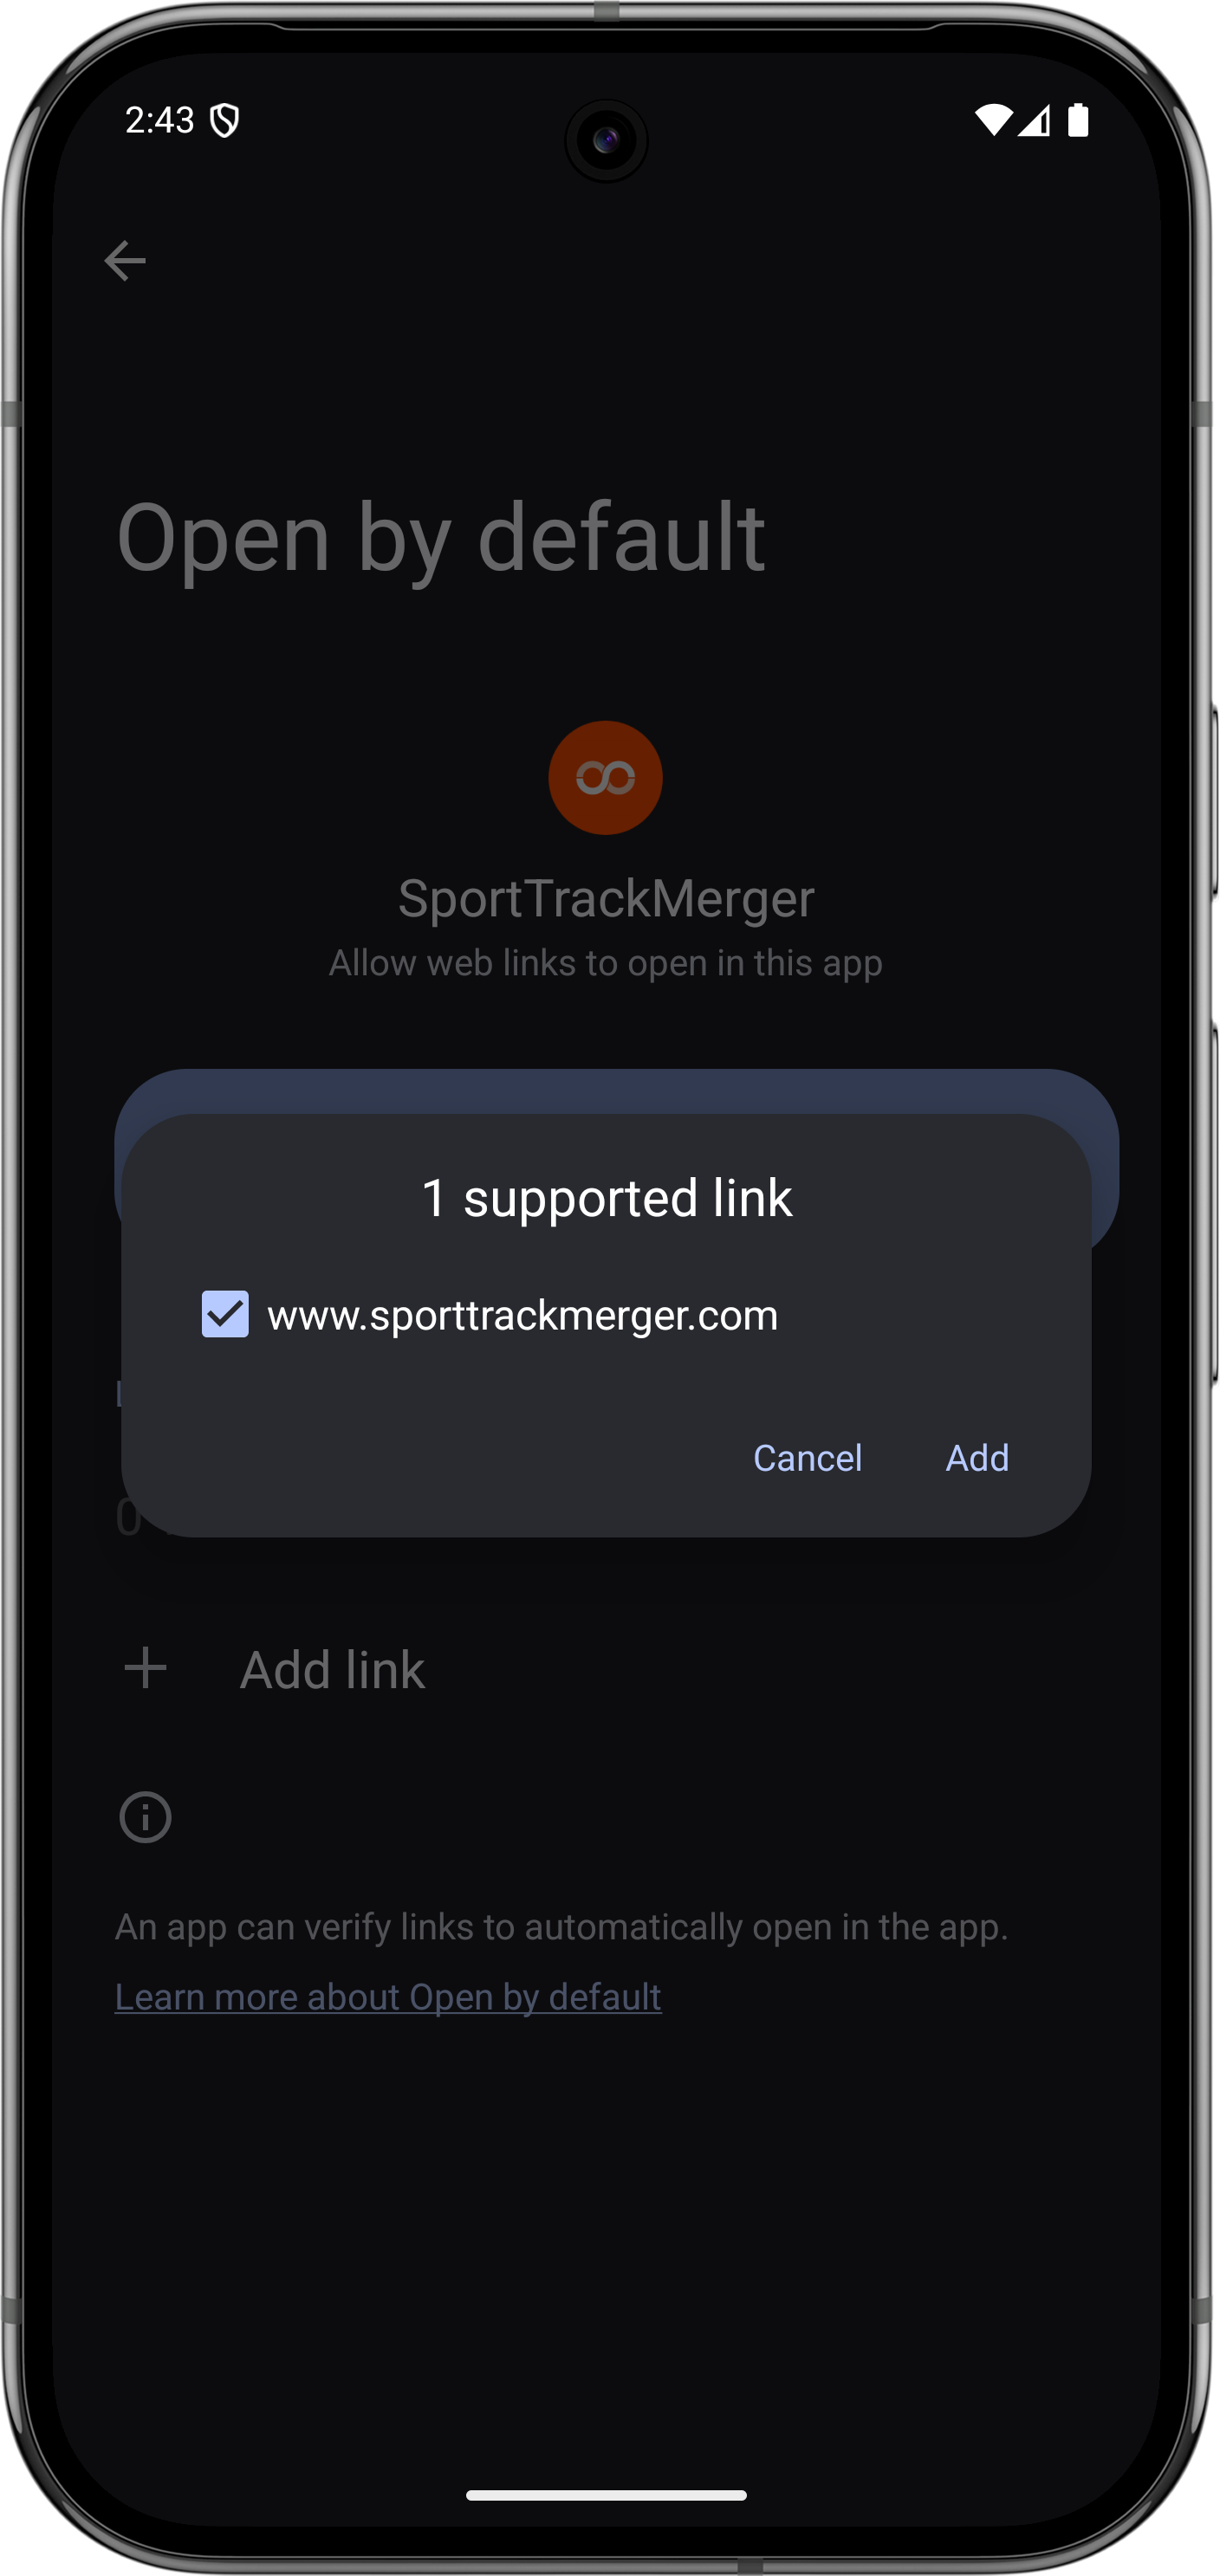 2:43
Open by default
SportTrackMerger
Allow web links to open in this app
1 supported link
www.sporttrackmerger.com
Cancel Add
Add link
An app can verify links to automatically open in the app.
Learn more about Open by default